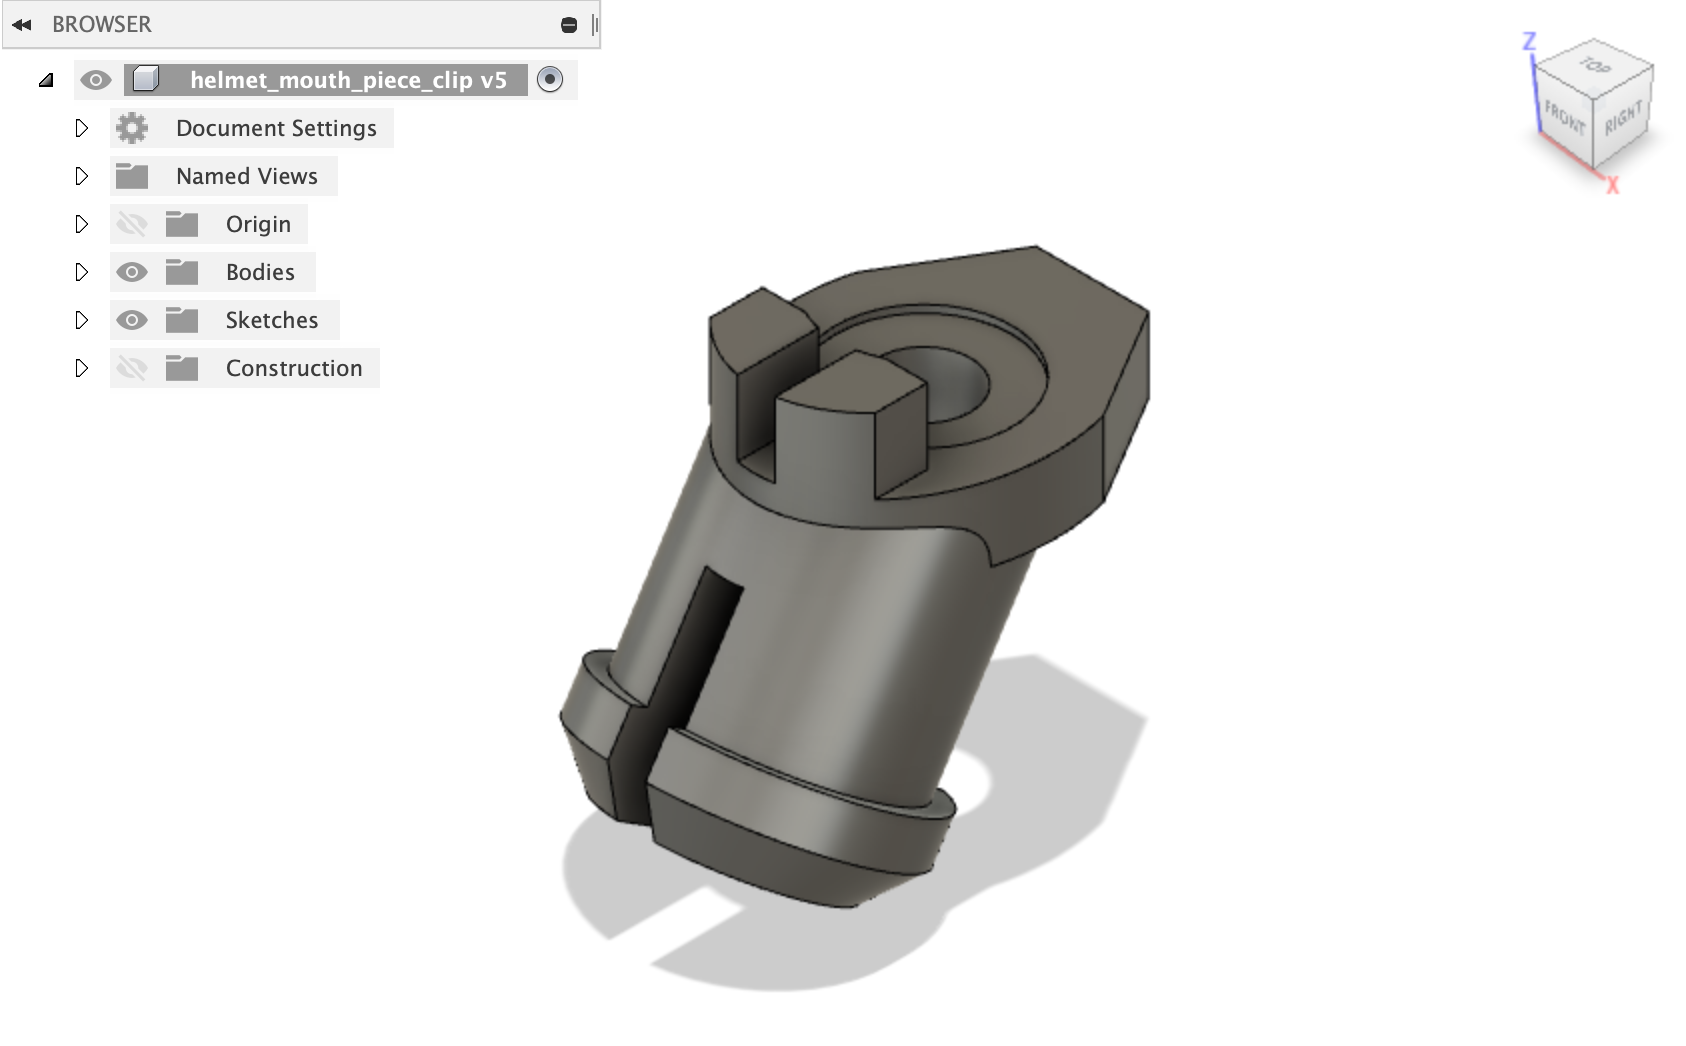 BROWSER
helmet_mouth_piece_clip v5
Document Settings
Named Views
Origin
Bodies
Sketches
Construction
Z
TOP
FRONT
RIGHT
X